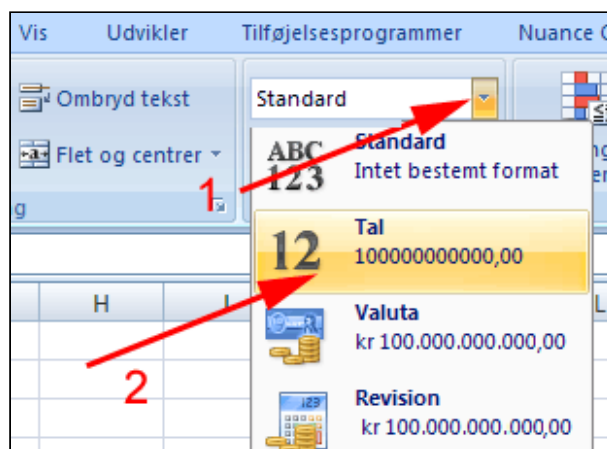 Vis Udvikler Tilføjelsesprogrammer Nuance
Ombryd tekst
Standard
Flet og centrer
1
ABC
123
Standard
Intet bestemt format
12
Tal
100000000000,00
H
L
2
Valuta
kr 100.000.000.000,00
123
Revision
kr 100.000.000.000,00